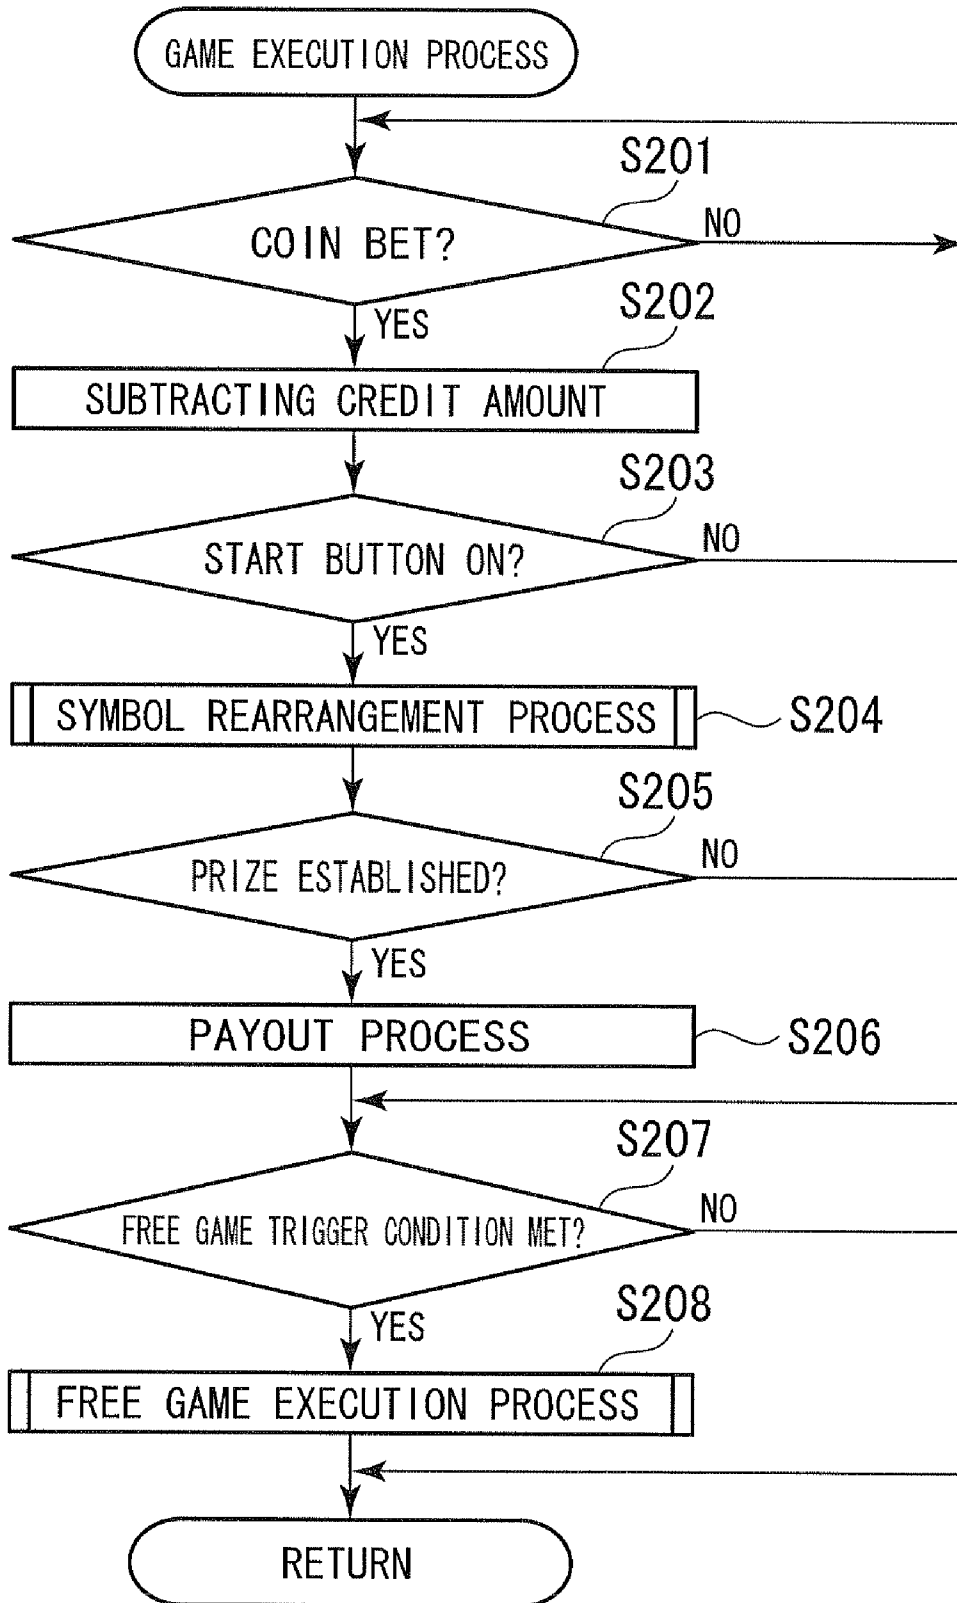 GAME EXECUTION PROCESS
S201
COIN BET?
NO
YES
S202
SUBTRACTING CREDIT AMOUNT
S203
START BUTTON ON?
NO
YES
SYMBOL REARRANGEMENT PROCESS
S204
S205
PRIZE ESTABLISHED?
NO
YES
PAYOUT PROCESS
S206
S207
FREE GAME TRIGGER CONDITION MET?
NO
YES
S208
FREE GAME EXECUTION PROCESS
RETURN